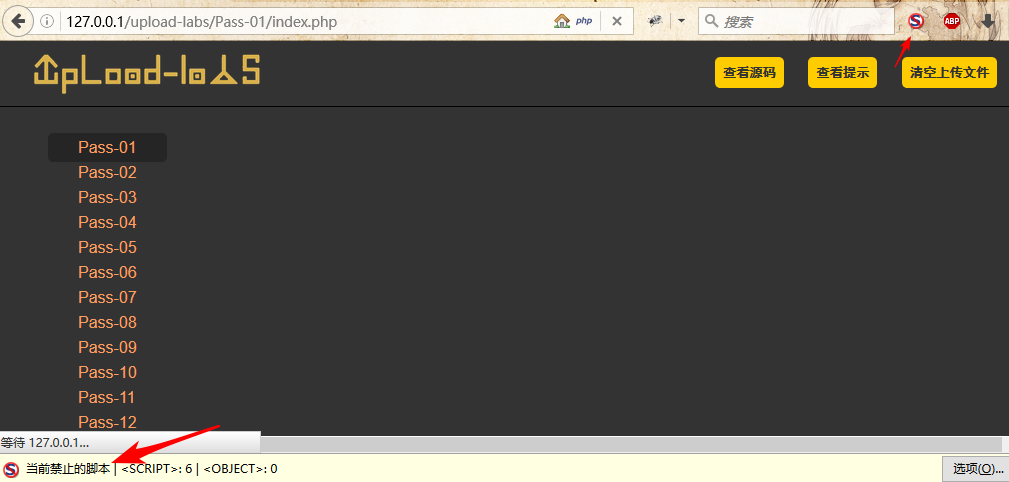 127.0.0.1/upload-labs/Pass-01/index.php
php
搜索
S
ABP
UpLoad-labs
查看源码
查看提示
清空上传文件
Pass-01
Pass-02
Pass-03
Pass-04
Pass-05
Pass-06
Pass-07
Pass-08
Pass-09
Pass-10
Pass-11
Pass-12
等待 127.0.0.1...
S 当前禁止的脚本 | <SCRIPT>: 6 | <OBJECT>: 0
选项(O)...